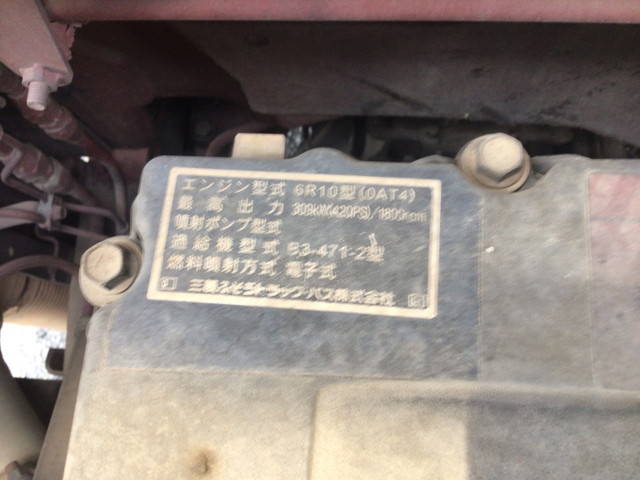 エンジン型式 6R10型(0AT4)
最高出力 309kW(420PS)/1800rpm
噴射ポンプ型式
過給機型式 B3-471-2型
燃料噴射方式 電子式
三菱ふそうトラック・バス株式会社